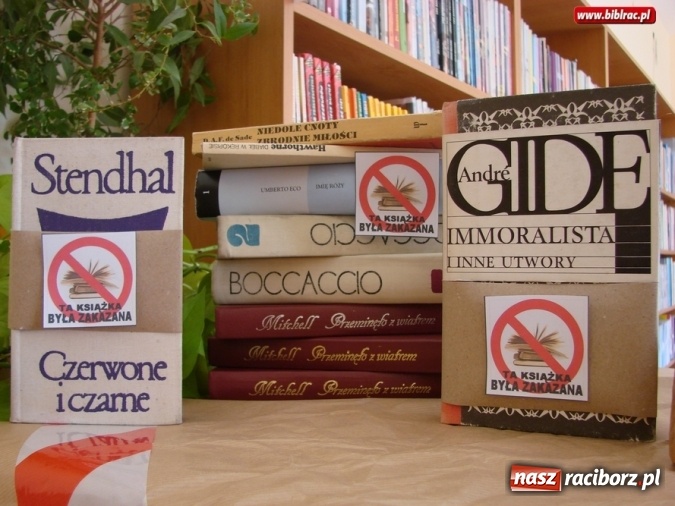 www.biblrac.pl
Stendhal
TA KSIĄŻKA
BYŁA ZAKAZANA
Czerwone
i czarne
D.A.F. de Sade
NIEDOLE CNOTY
ZBRODNIE MIŁOŚCI
Hawthorne
1
UMBERTO ECO
IMIĘ RÓŻY
TA KSIĄŻKA
BYŁA ZAKAZANA
2
BOCCACCIO
BOCCACCIO
Mitchell Przeminęło z wiatrem
Mitchell Przeminęło z wiatrem
Mitchell Przeminęło z wiatrem
André
GIDE
IMMORALISTA
I INNE UTWORY
TA KSIĄŻKA
BYŁA ZAKAZANA
nasz raciborz.pl